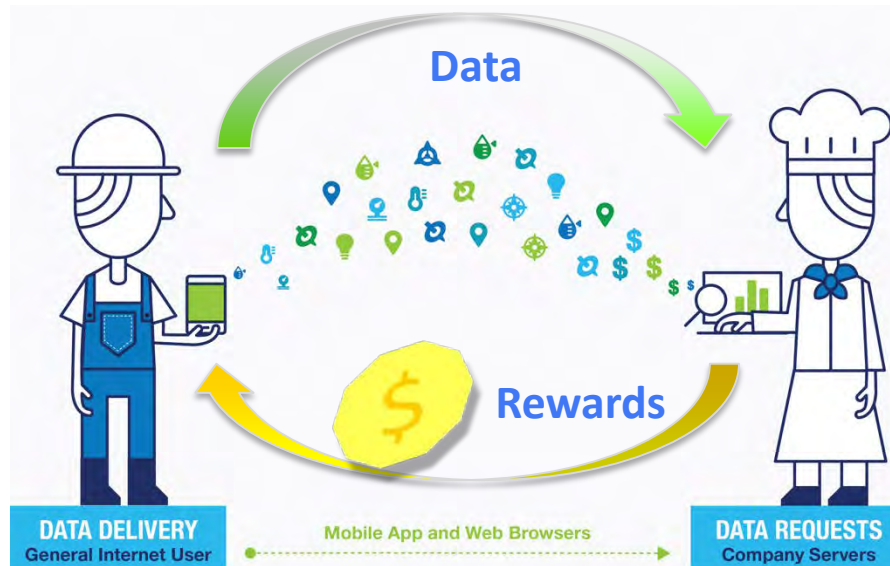 Data
Rewards
DATA DELIVERY
General Internet User
Mobile App and Web Browsers
DATA REQUESTS
Company Servers